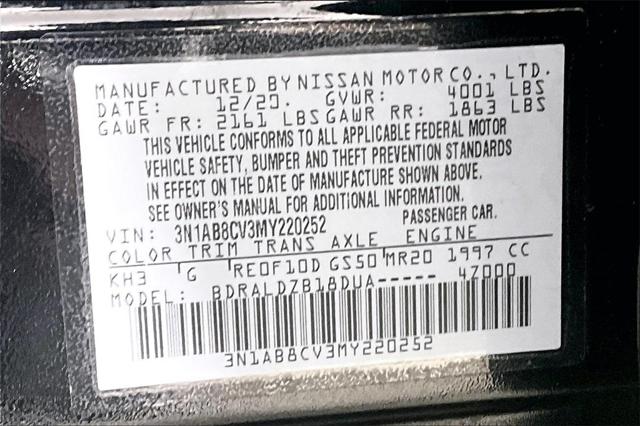 MANUFACTURED BY NISSAN MOTOR CO., LTD.
DATE: 12/20. GVWR: 4001 LBS
GAWR FR: 2161 LBS GAWR RR: 1863 LBS
THIS VEHICLE CONFORMS TO ALL APPLICABLE FEDERAL MOTOR
VEHICLE SAFETY, BUMPER AND THEFT PREVENTION STANDARDS
IN EFFECT ON THE DATE OF MANUFACTURE SHOWN ABOVE.
SEE OWNER'S MANUAL FOR ADDITIONAL INFORMATION.
VIN: 3N1AB8CV3MY220252 PASSENGER CAR.
COLOR TRIM TRANS AXLE ENGINE
KH3 G RE0F10D GS50 MR20 1997 CC
MODEL: BDRALDZB18DUA----- 47000
3N1AB8CV3MY220252